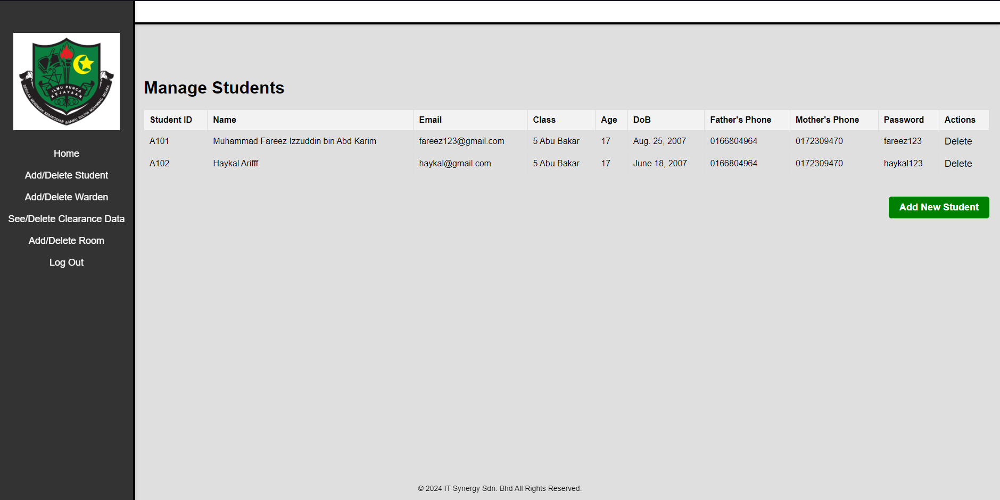 ILMU PUNCA
KEJAYAAN
SEKOLAH MENENGAH KEBANGSAAN (AGAMA) SULTAN MUHAMMAD MELAKA
Home
Add/Delete Student
Add/Delete Warden
See/Delete Clearance Data
Add/Delete Room
Log Out
Manage Students
Student ID Name Email Class Age DoB Father's Phone Mother's Phone Password Actions
A101 Muhammad Fareez Izzuddin bin Abd Karim fareez123@gmail.com 5 Abu Bakar 17 Aug. 25, 2007 0166804964 0172309470 fareez123 Delete
A102 Haykal Arifff haykal@gmail.com 5 Abu Bakar 17 June 18, 2007 0166804964 0172309470 haykal123 Delete
Add New Student
© 2024 IT Synergy Sdn. Bhd All Rights Reserved.